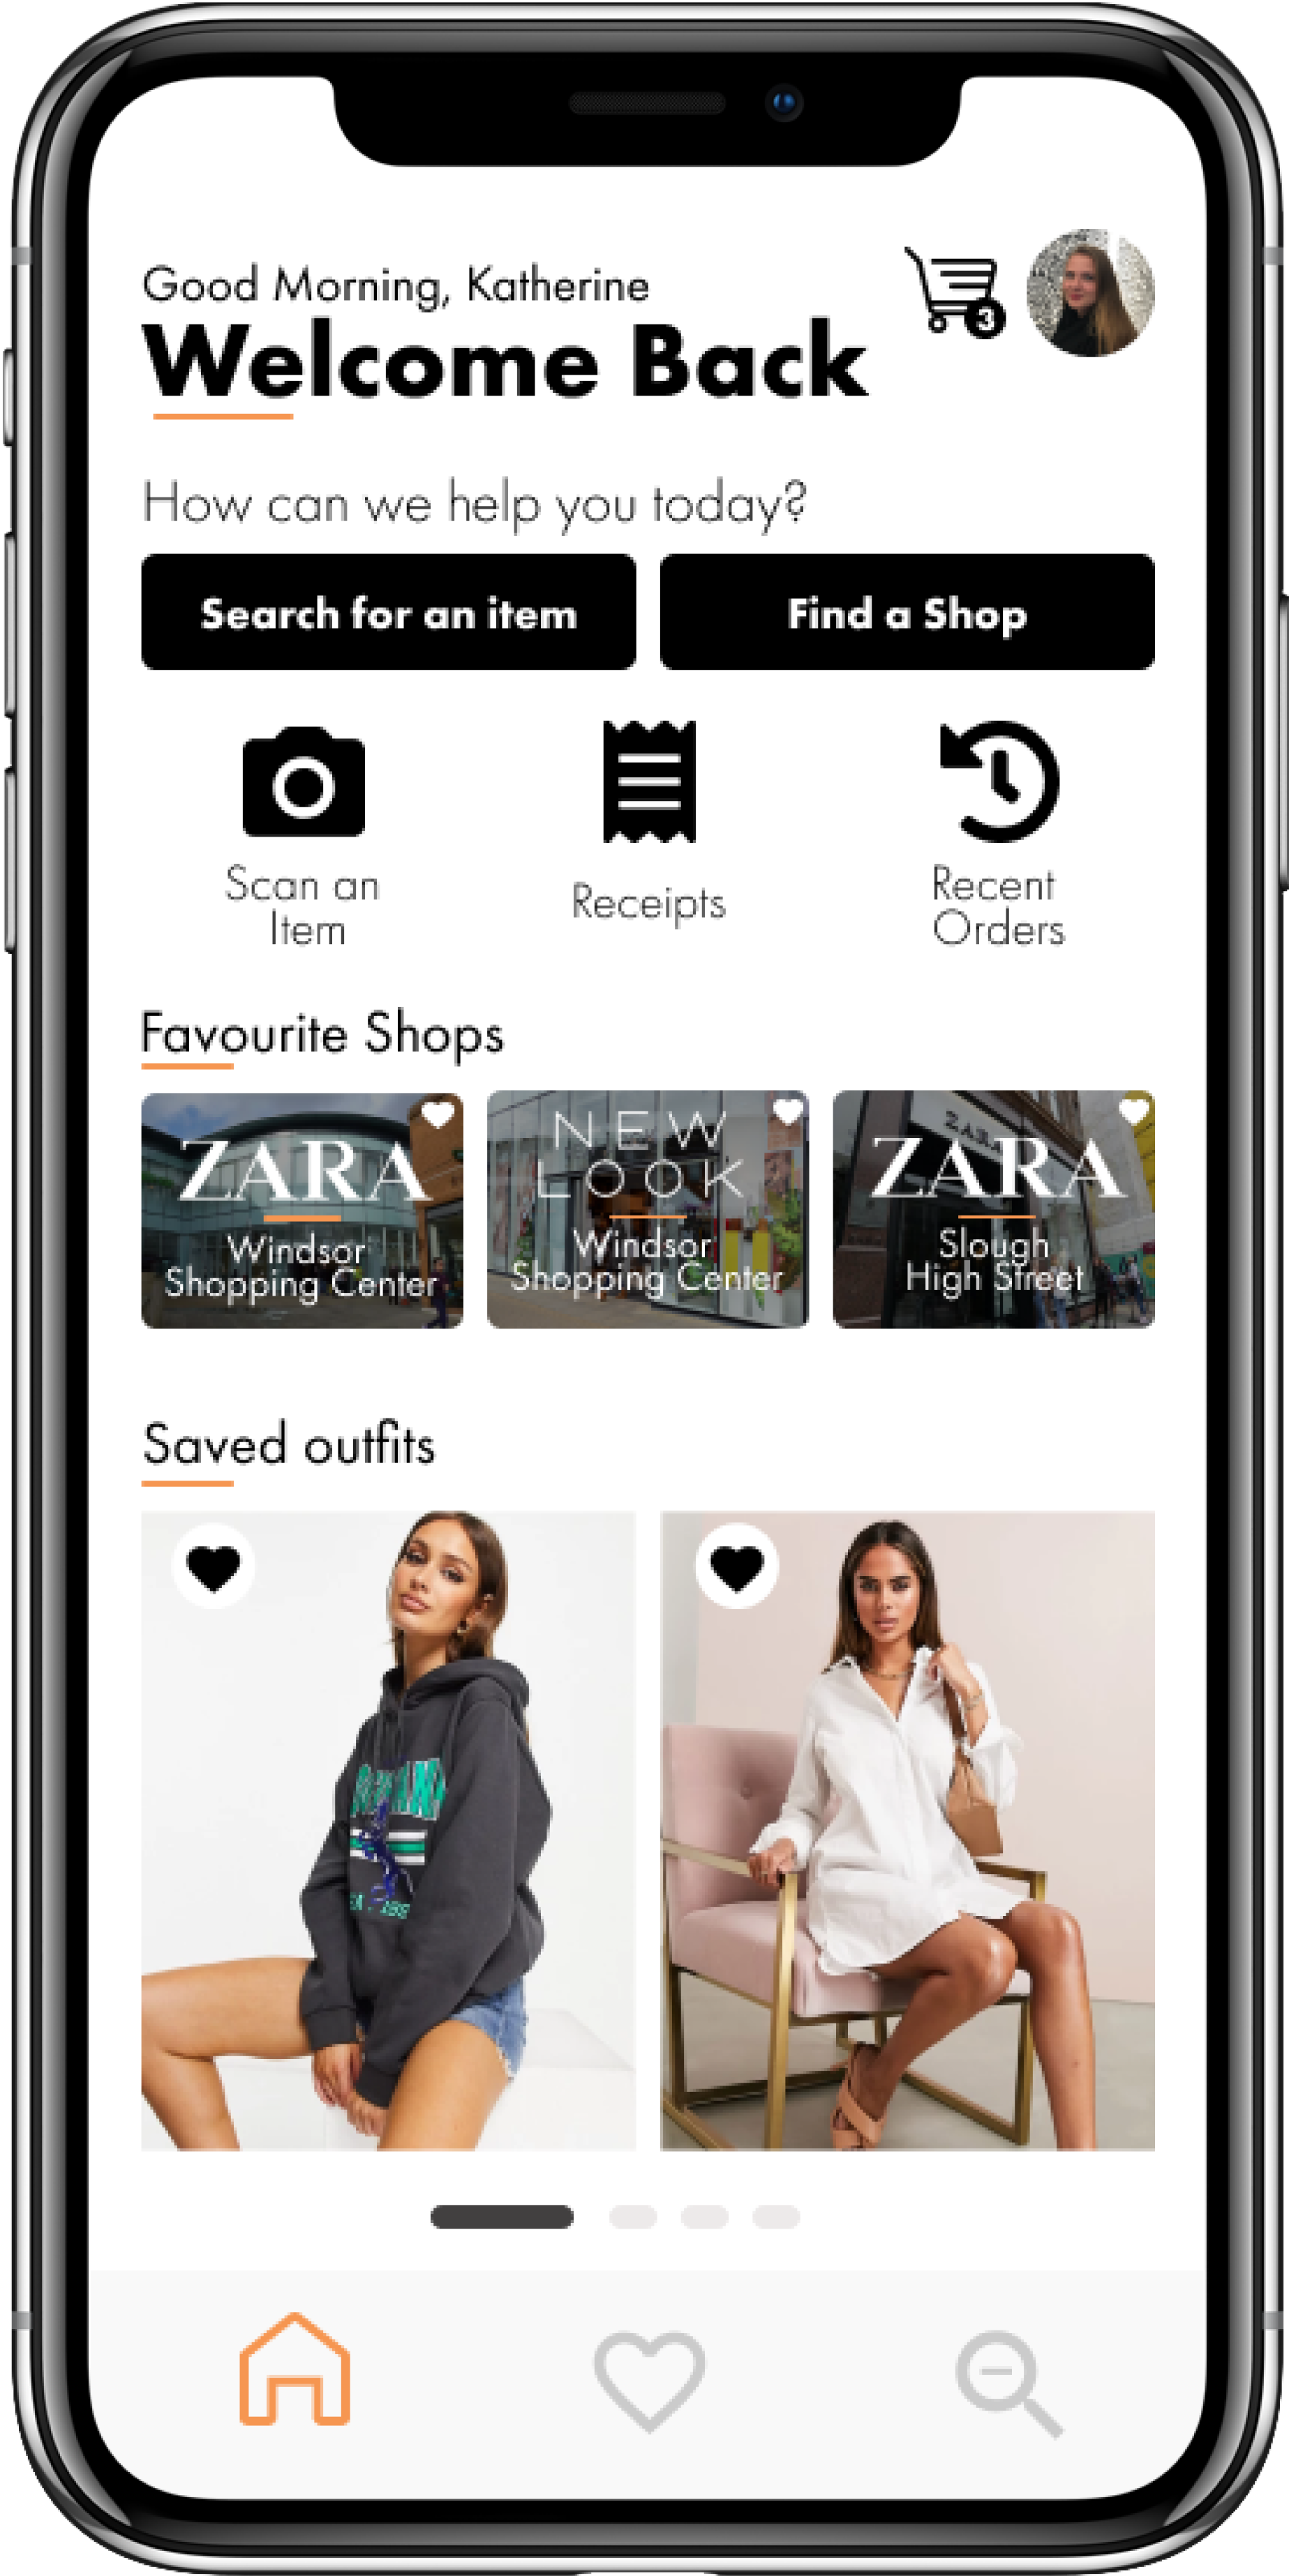 Good Morning, Katherine
3
Welcome Back
How can we help you today?
Search for an item
Find a Shop
Scan an
Item
Receipts
Recent
Orders
Favourite Shops
ZARA
Windsor
Shopping Center
NEW
LOOK
Windsor
Shopping Center
ZARA
ZARA
Slough
High Street
Saved outfits